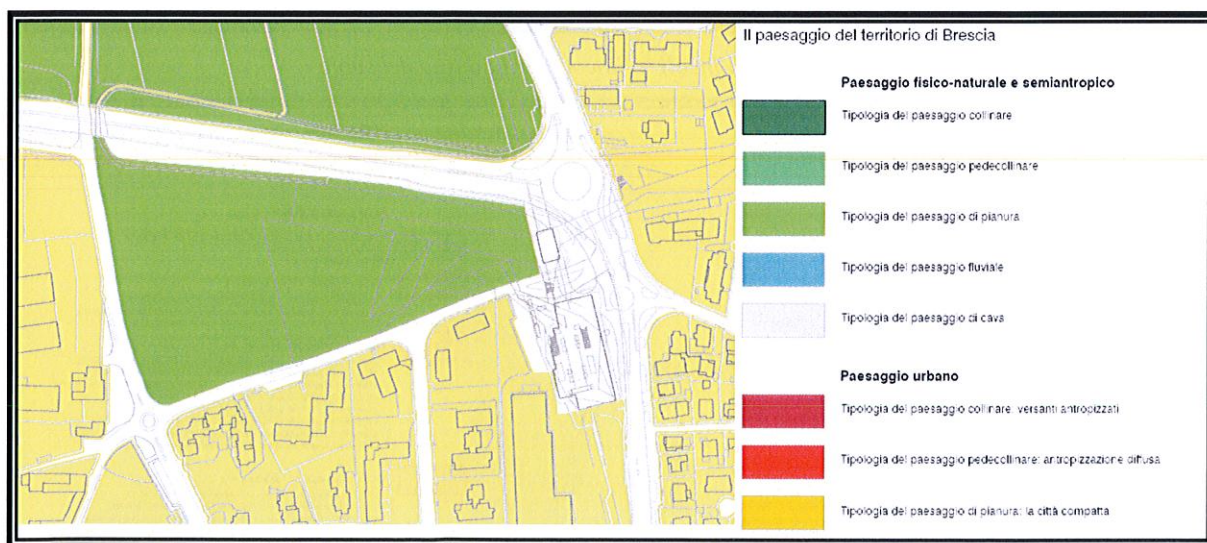 Il paesaggio del territorio di Brescia
Paesaggio fisico-naturale e semiantropico
Tipologia del paesaggio collinare
Tipologia del paesaggio pedecollinare
Tipologia del paesaggio di pianura
Tipologia del paesaggio fluviale
Tipologia del paesaggio di cava
Paesaggio urbano
Tipologia del paesaggio collinare: versanti antropizzati
Tipologia del paesaggio pedecollinare: antropizzazione diffusa
Tipologia del paesaggio di pianura: la città compatta